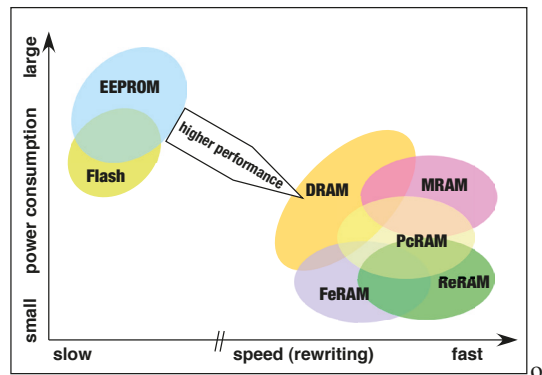 large
power consumption
small
EEPROM
Flash
higher performance
DRAM
MRAM
PcRAM
FeRAM
ReRAM
slow
speed (rewriting)
fast
o